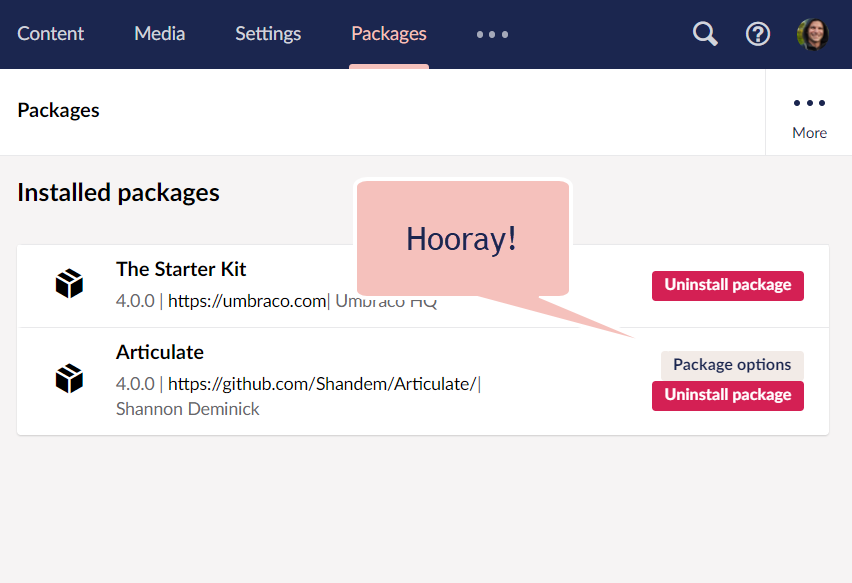 Content Media Settings Packages
Packages
More
Installed packages
Hooray!
The Starter Kit
4.0.0 | https://umbraco.com| Umbraco HQ
Uninstall package
Articulate
4.0.0 | https://github.com/Shandem/Articulate/|
Shannon Deminick
Package options
Uninstall package